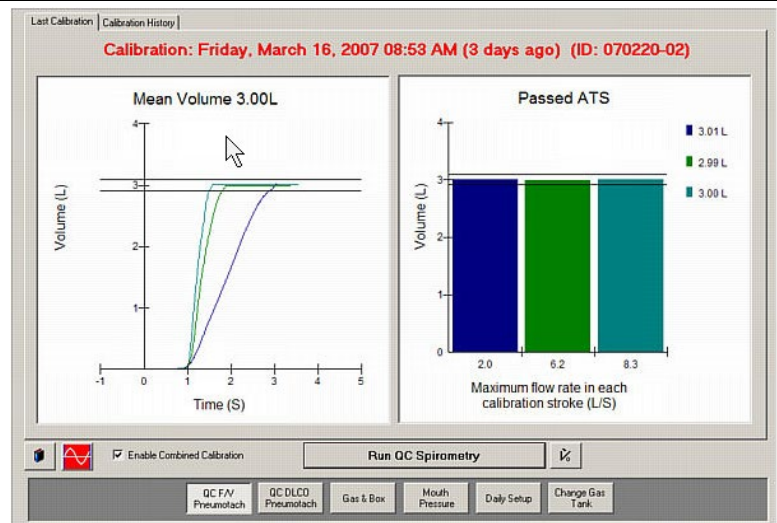 Last Calibration
Calibration History
Calibration: Friday, March 16, 2007 08:53 AM (3 days ago) (ID: 070220-02)
Mean Volume 3.00L
4
3
2
1
Volume (L)
-1 0 1 2 3 4 5
Time (S)
Passed ATS
4
3
2
1
0
Volume (L)
3.01 L
2.99 L
3.00 L
2.0 6.2 8.3
Maximum flow rate in each
calibration stroke (L/S)
Enable Combined Calibration
Run QC Spirometry
QC F/V
Pneumotach
QC DLCO
Pneumotach
Gas & Box
Mouth
Pressure
Daily Setup
Change Gas
Tank